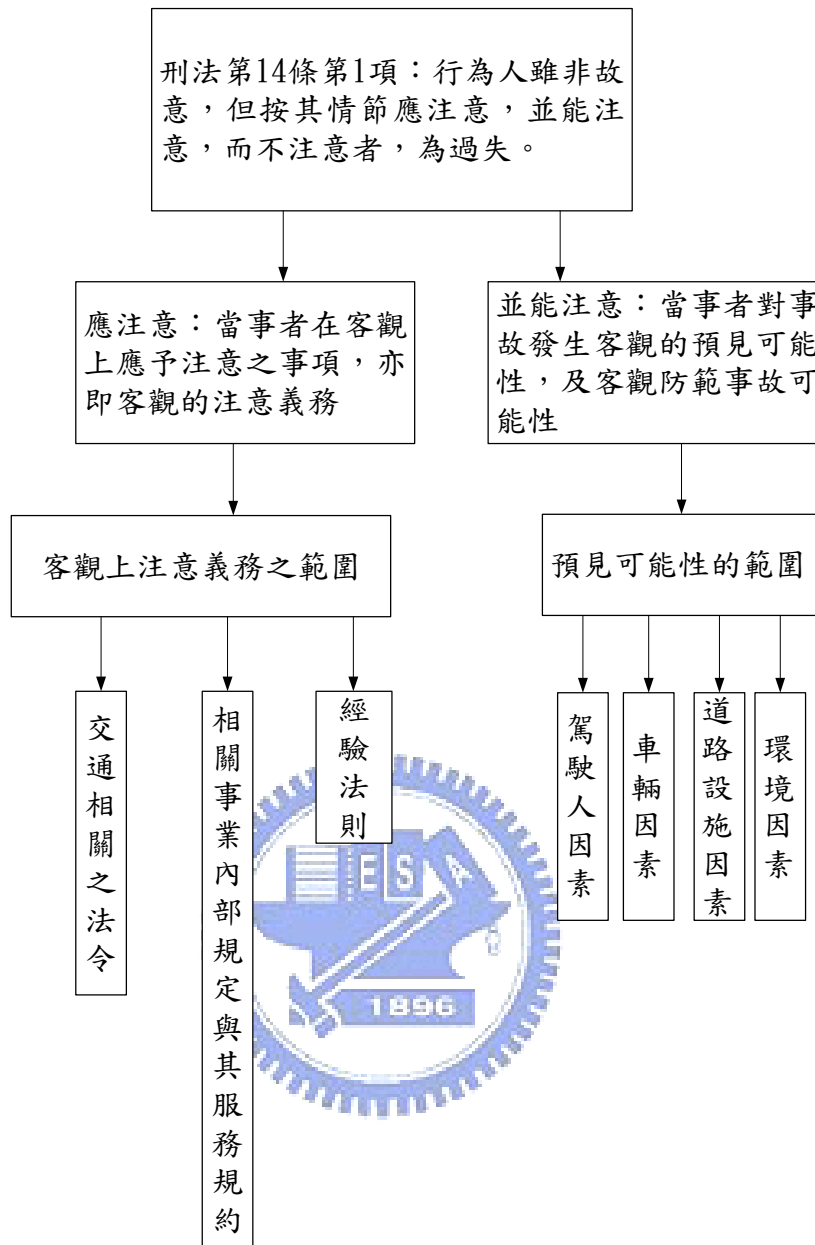 刑法第14條第1項：行為人雖非故
意，但按其情節應注意，並能注
意，而不注意者，為過失。
應注意：當事者在客觀
上應予注意之事項，亦
即客觀的注意義務
並能注意：當事者對事
故發生客觀的預見可能
性，及客觀防範事故可
能性
客觀上注意義務之範圍
預見可能性的範圍
交通相關之法令
相關事業內部規定與其服務規約
經驗法則
駕駛人因素
車輛因素
道路設施因素
環境因素
E S A
1896